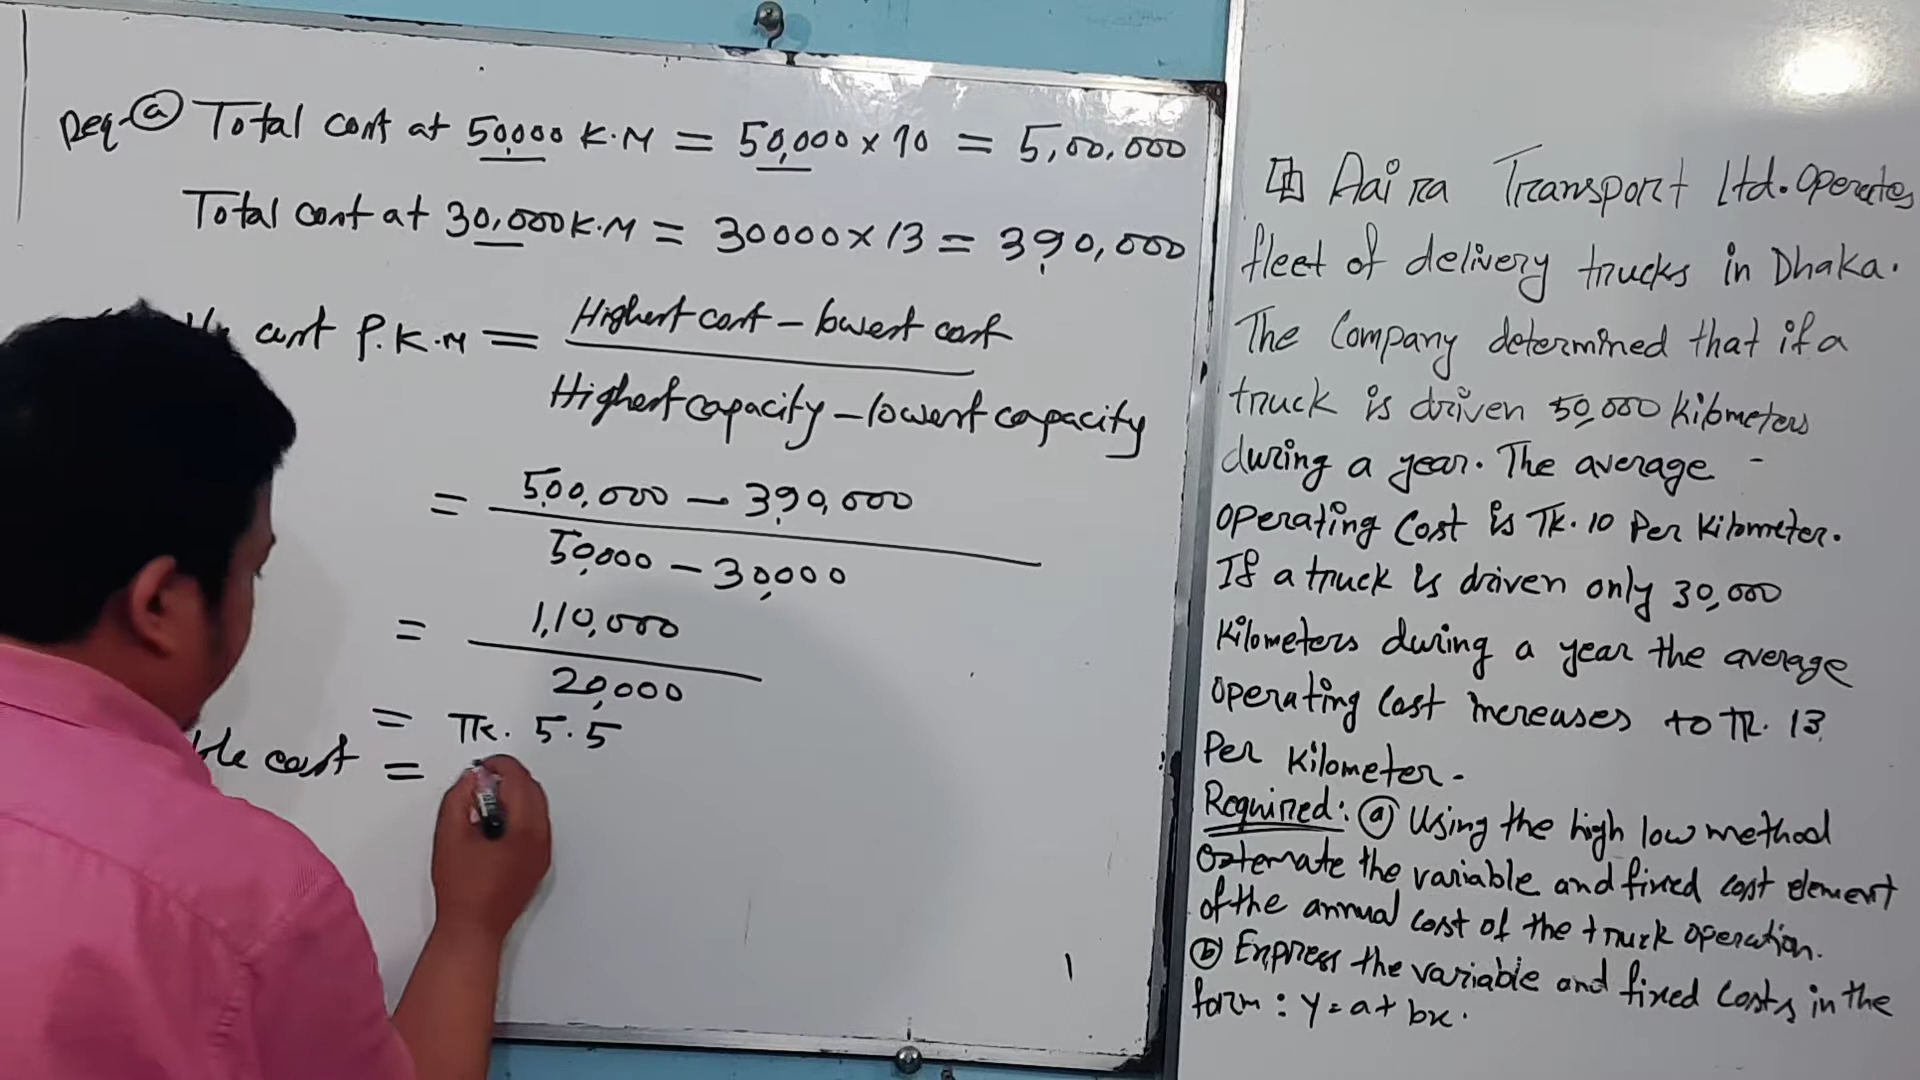 Req-ⓐ Total cost at 50,000 K.M = 50,000 x 10 = 5,00,000
Total cost at 30,000 K.M = 30000 x 13 = 390,000
cost P.K.M = Highest cost - lowest cost
Highest capacity - lowest capacity
= 500,000 - 390,000
50,000 - 30,000
= 1,10,000
20,000
= TK. 5.5
ble cost =
Aaira Transport Ltd. Operates
fleet of delivery trucks in Dhaka.
The Company determined that if a
truck is driven 50,000 kilometers
during a year. The average -
operating Cost is TK. 10 Per Kilometer.
If a truck is driven only 30,000
Kilometers during a year the average
operating Cost increases to TK. 13
Per Kilometer.
Required: ⓐ Using the high low method
the variable and fixed cost element
of the annual cost of the truck operation.
ⓑ Express the variable and fixed Costs in the
form : Y = a + bx.